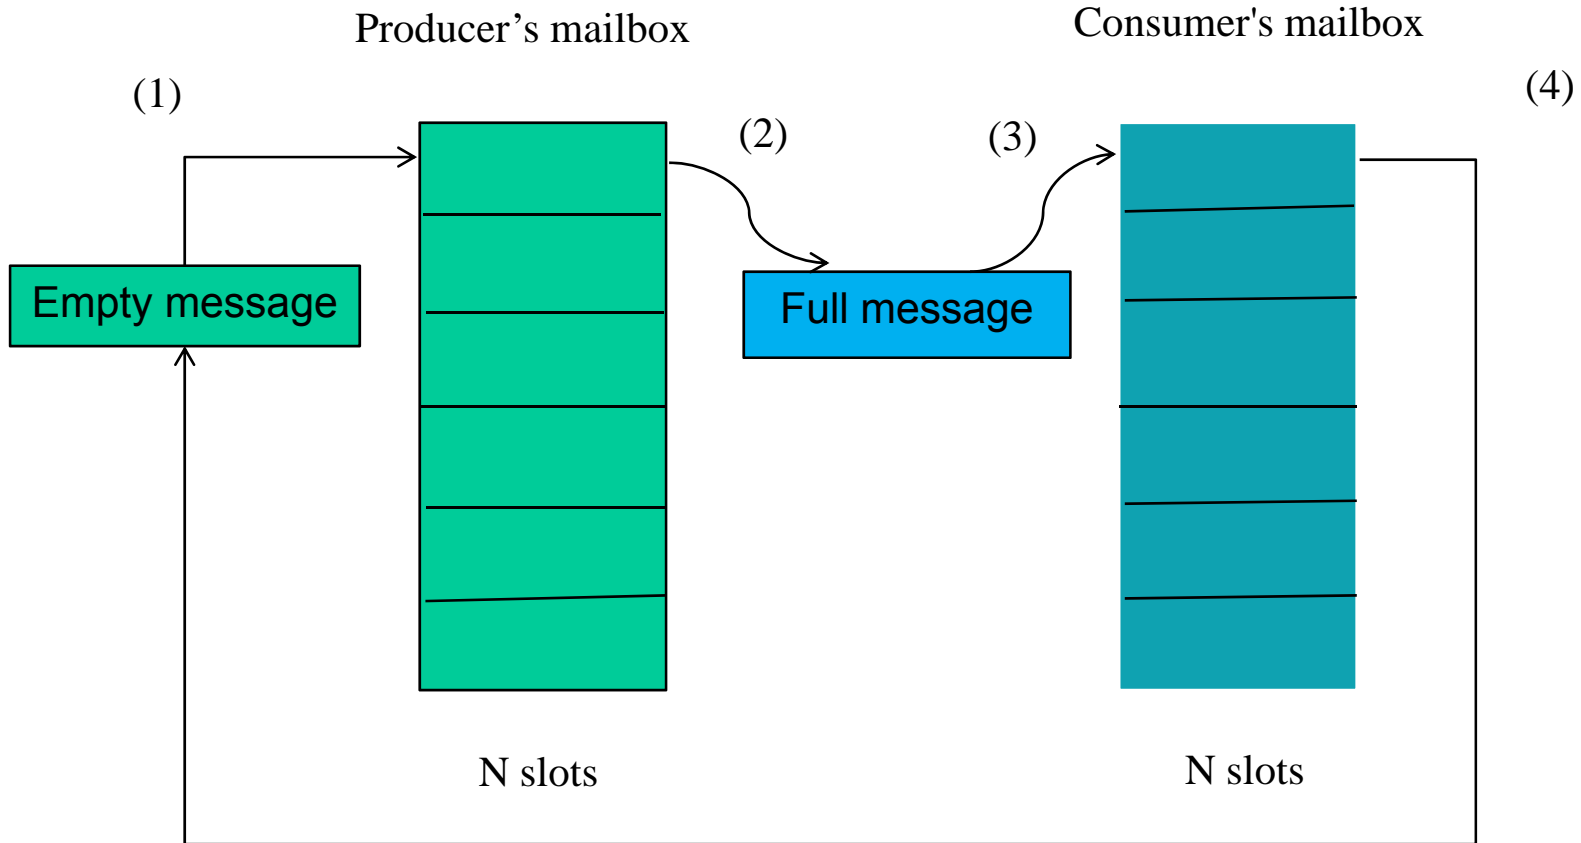 Producer’s mailbox
Consumer's mailbox
(1)
(2)
(3)
(4)
Empty message
Full message
N slots
N slots